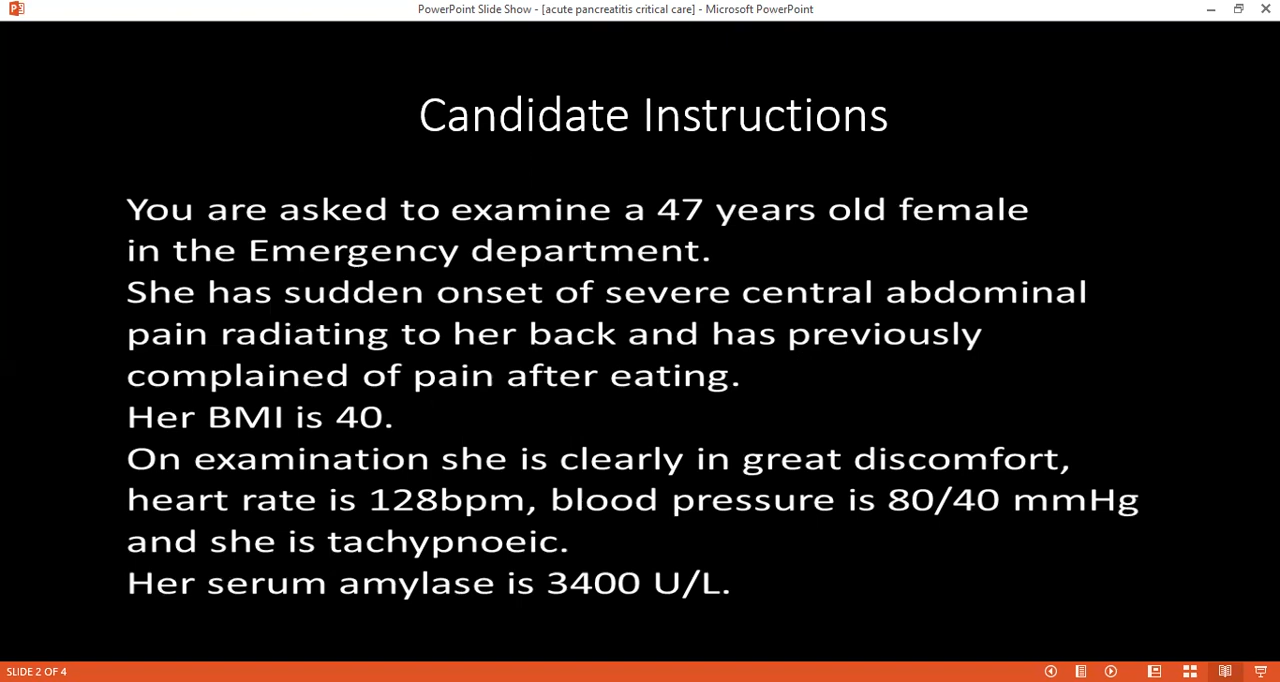 PowerPoint Slide Show - [acute pancreatitis critical care] - Microsoft PowerPoint
Candidate Instructions
You are asked to examine a 47 years old female
in the Emergency department.
She has sudden onset of severe central abdominal
pain radiating to her back and has previously
complained of pain after eating.
Her BMI is 40.
On examination she is clearly in great discomfort,
heart rate is 128bpm, blood pressure is 80/40 mmHg
and she is tachypnoeic.
Her serum amylase is 3400 U/L.
SLIDE 2 OF 4